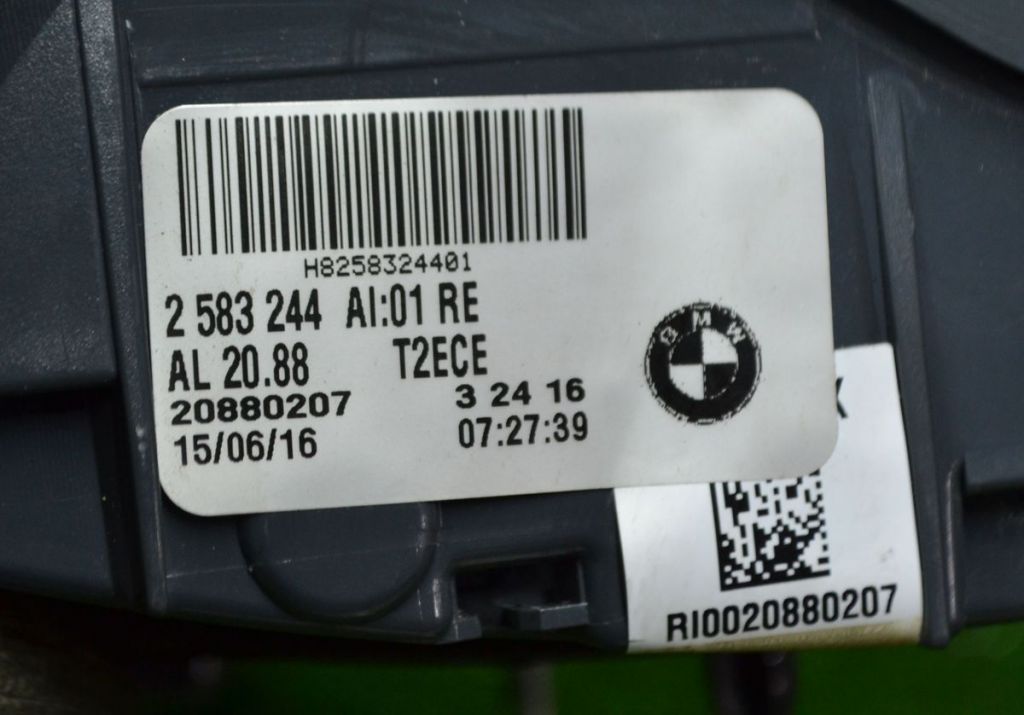 H8258324401
2 583 244 AI:01 RE
AL 20.88 T2ECE
20880207 3 24 16
15/06/16 07:27:39
BMW
X
RI0020880207